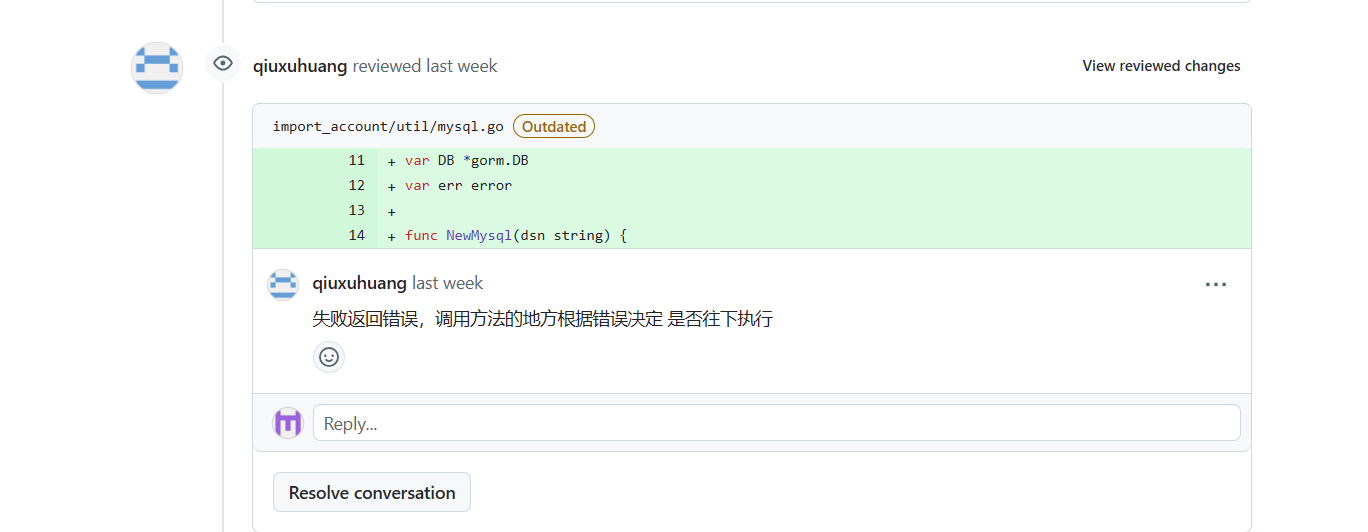 qiuxuhuang reviewed last week
View reviewed changes
import_account/util/mysql.go Outdated
11 + var DB *gorm.DB
12 + var err error
13 +
14 + func NewMysql(dsn string) {
qiuxuhuang last week
失败返回错误，调用方法的地方根据错误决定 是否往下执行
Reply...
Resolve conversation